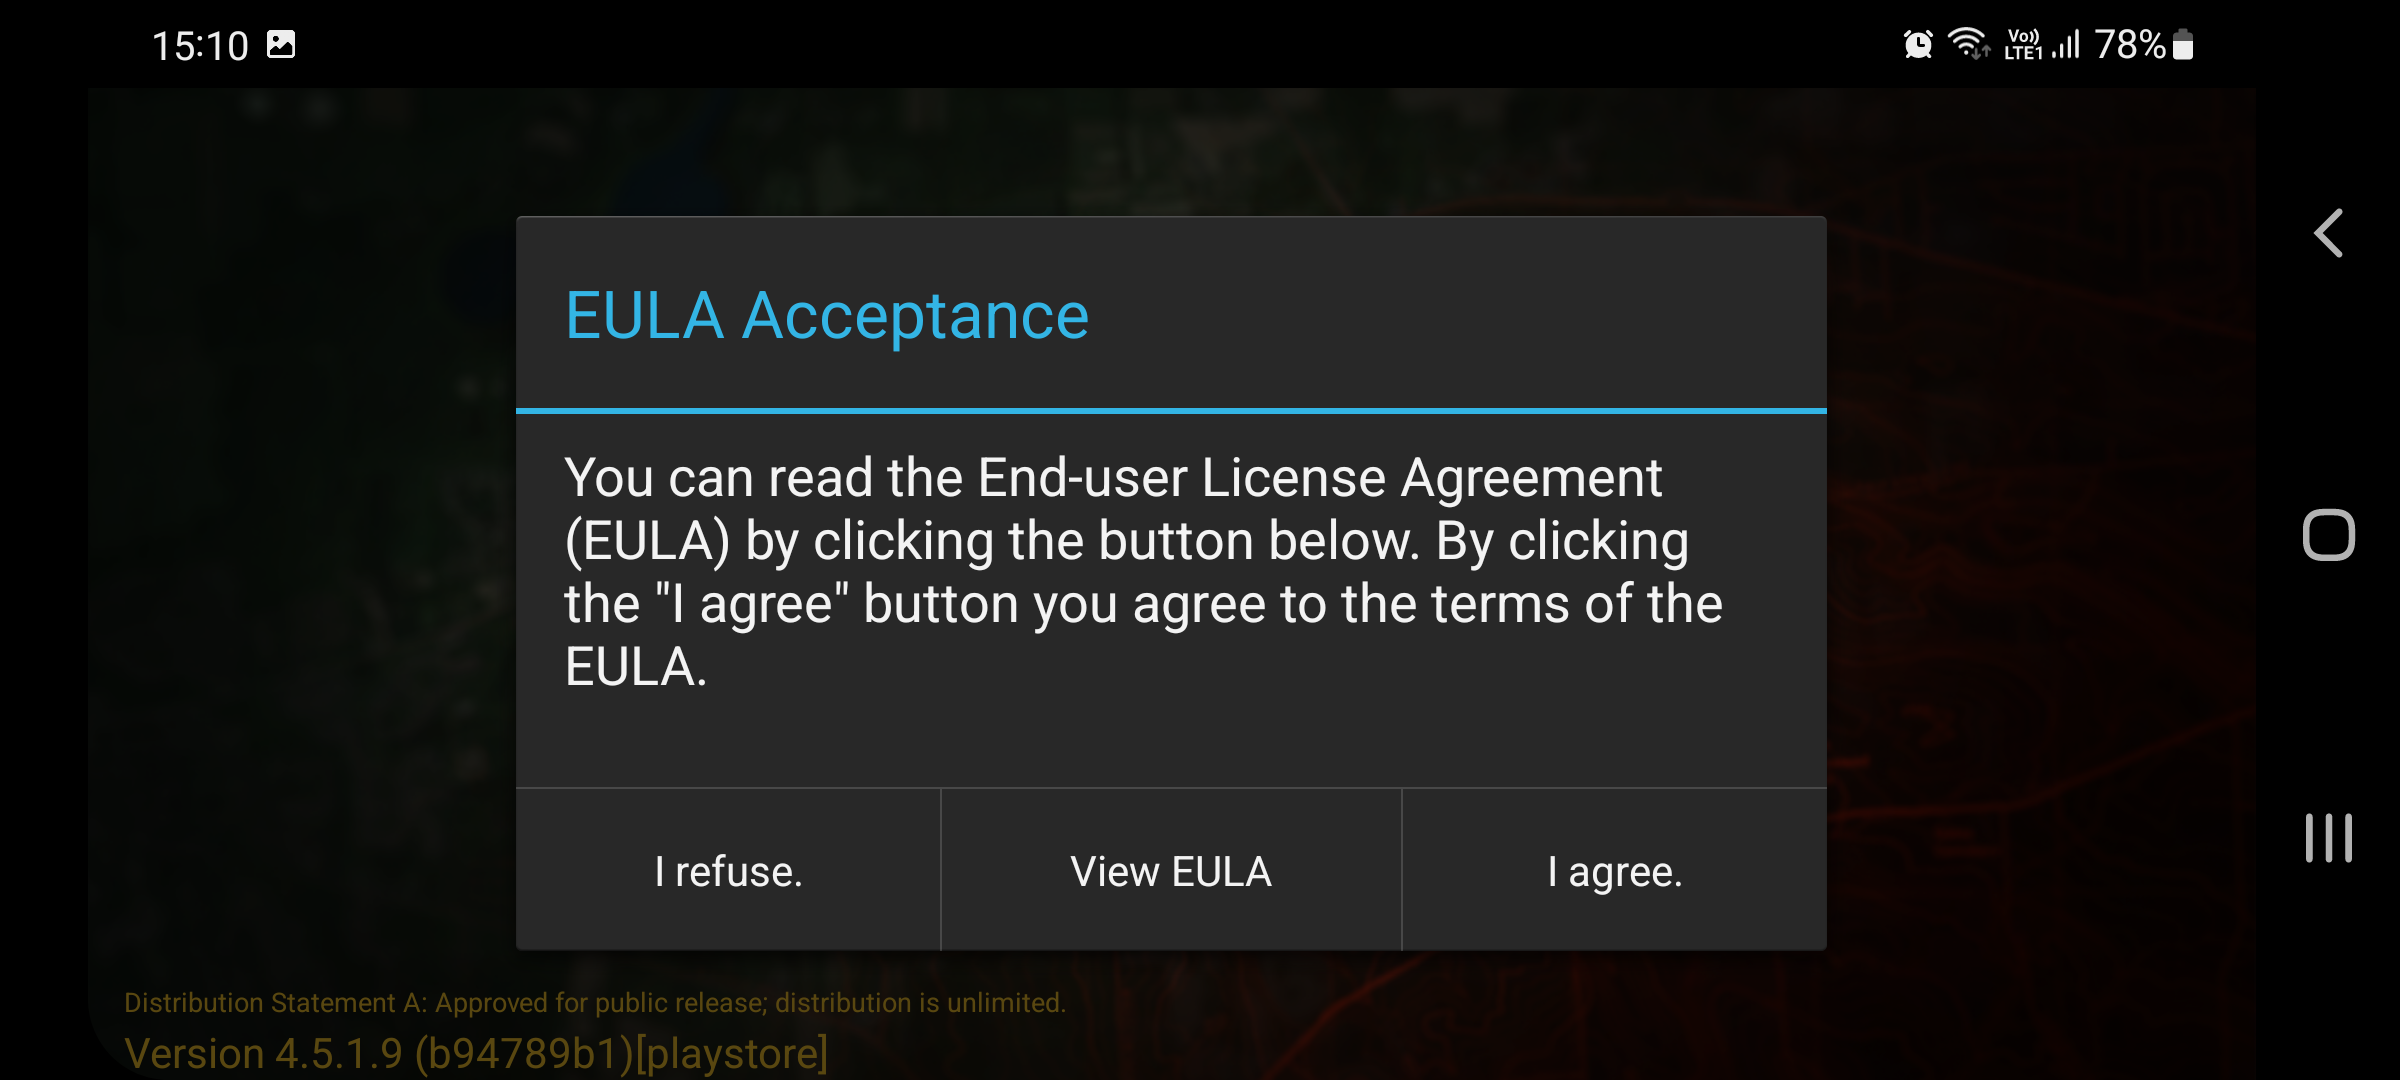 15:10
Vo)) LTE1 78%
EULA Acceptance
You can read the End-user License Agreement
(EULA) by clicking the button below. By clicking
the "I agree" button you agree to the terms of the
EULA.
I refuse. View EULA I agree.
Distribution Statement A: Approved for public release; distribution is unlimited.
Version 4.5.1.9 (b94789b1)[playstore]